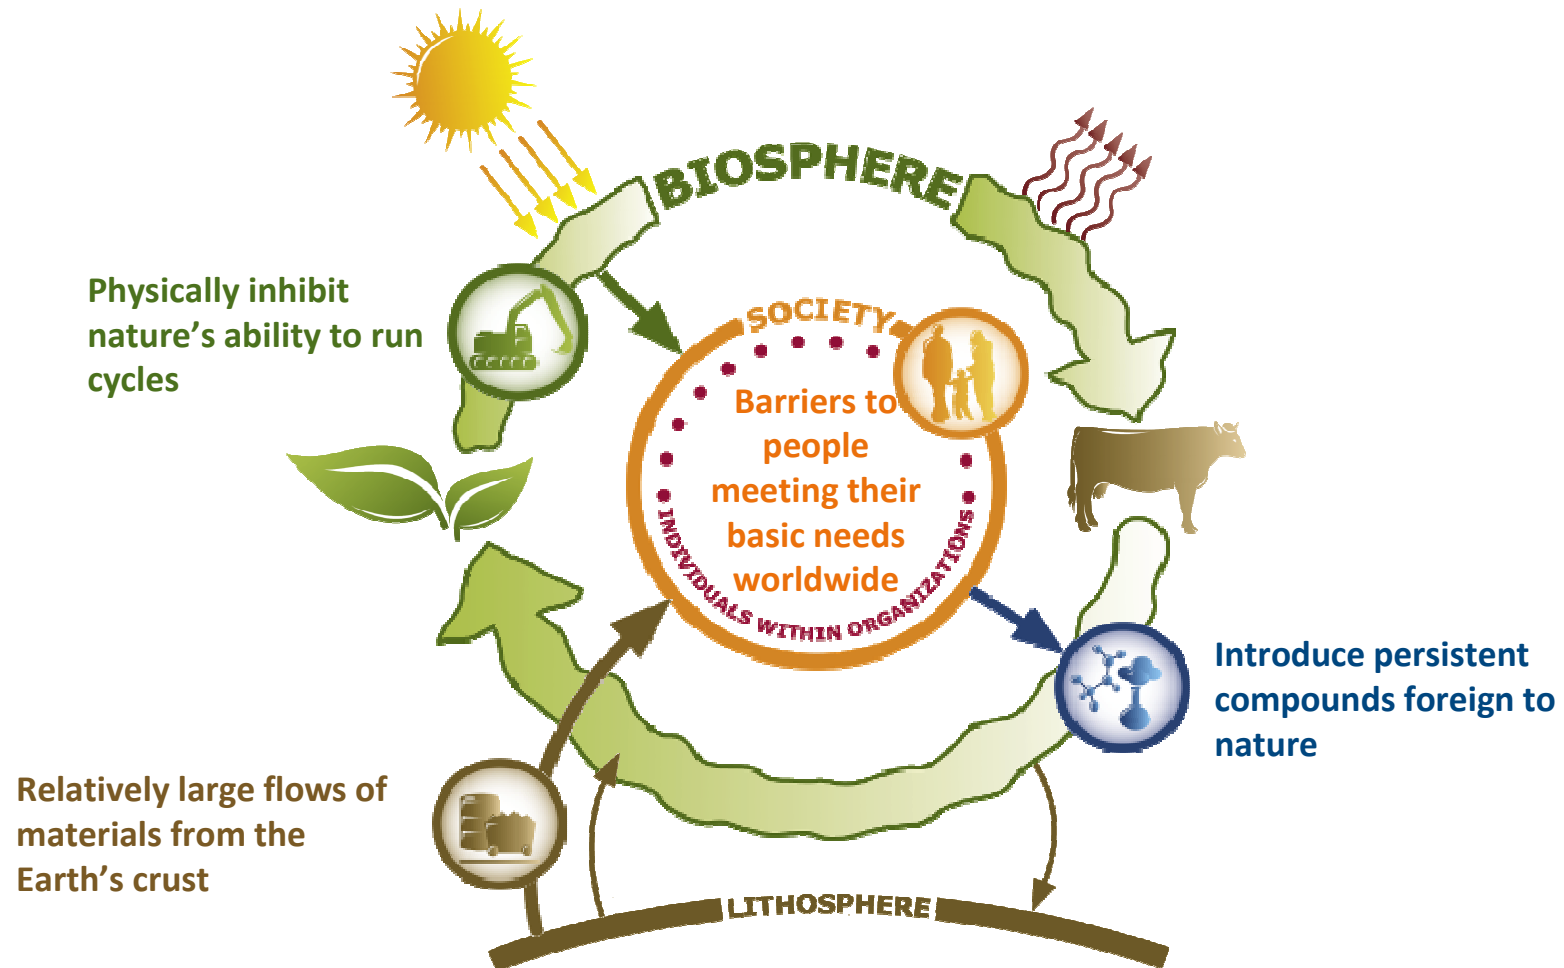 BIOSPHERE
Physically inhibit
nature’s ability to run
cycles
SOCIETY
Barriers to
people
meeting their
basic needs
worldwide
INDIVIDUALS WITHIN ORGANIZATIONS
Introduce persistent
compounds foreign to
nature
Relatively large flows of
materials from the
Earth’s crust
LITHOSPHERE